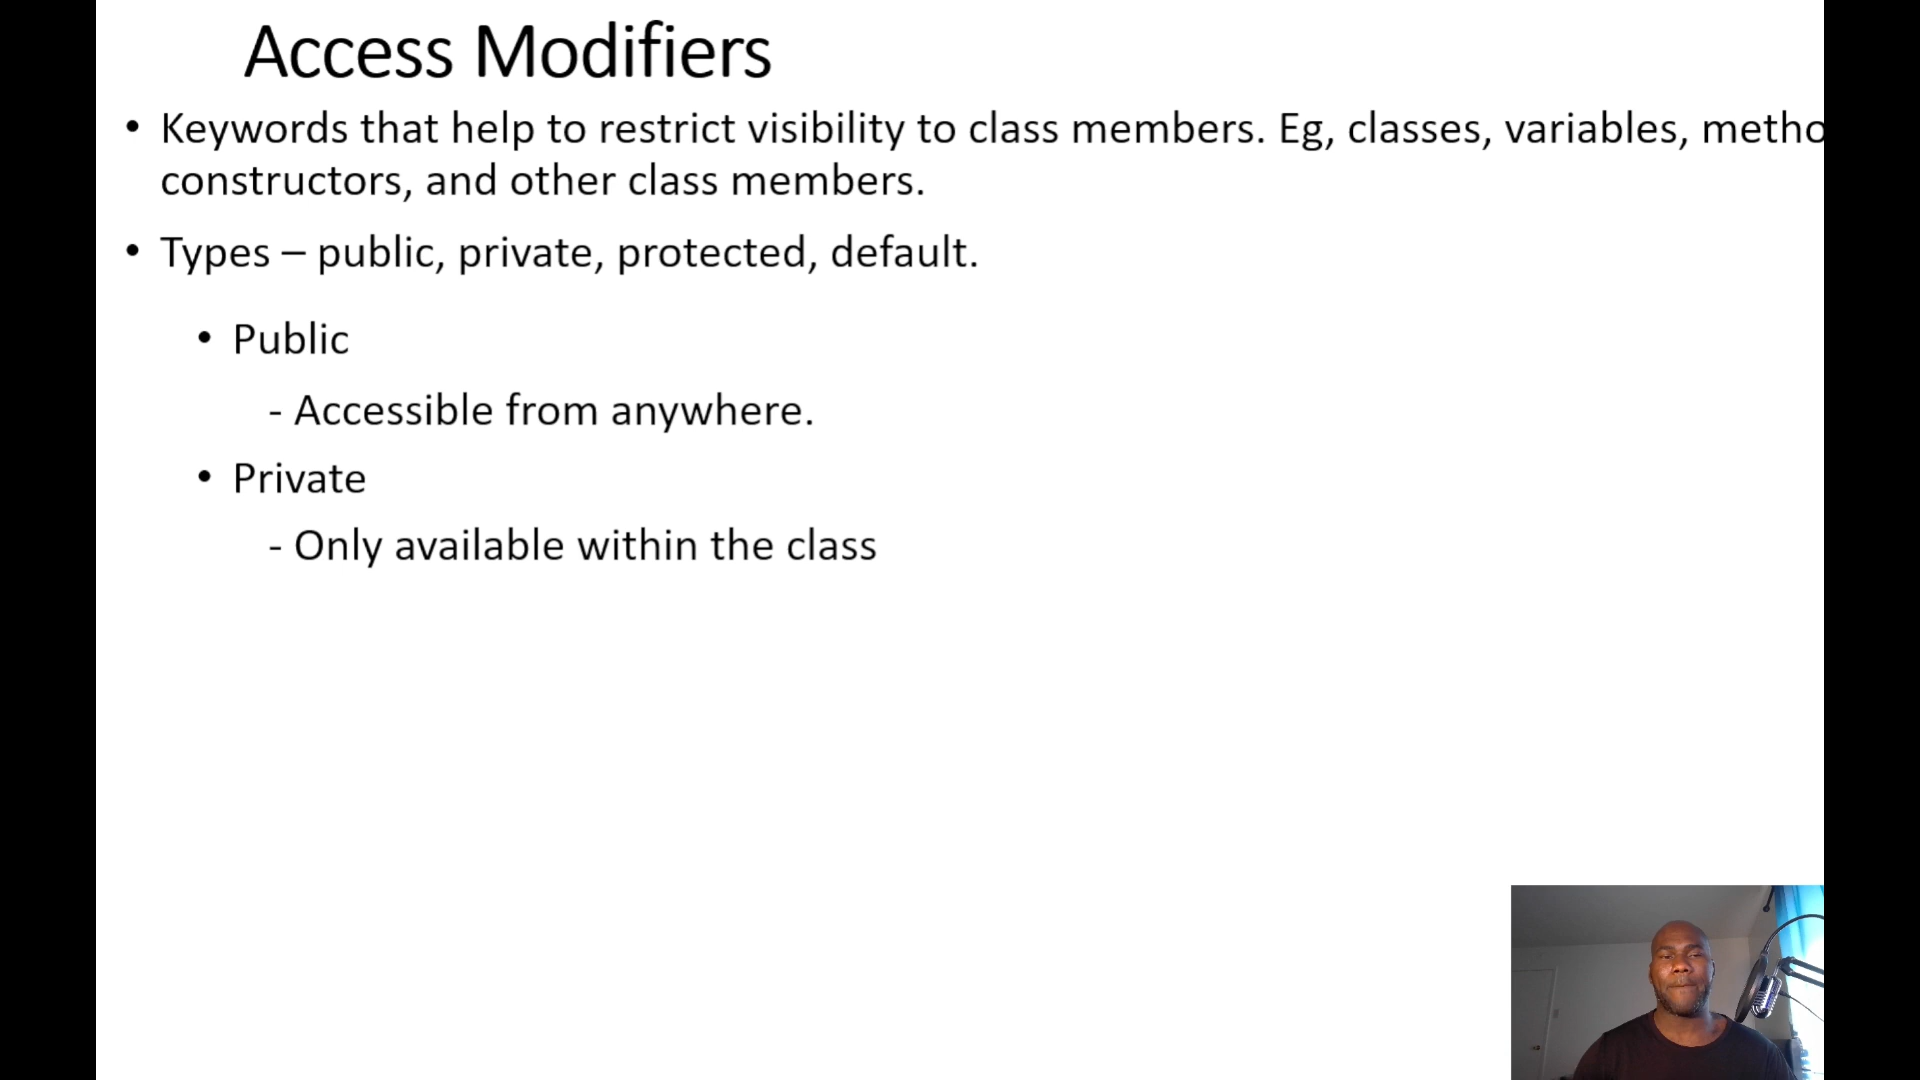 Access Modifiers
• Keywords that help to restrict visibility to class members. Eg, classes, variables, metho
constructors, and other class members.
• Types – public, private, protected, default.
• Public
- Accessible from anywhere.
• Private
- Only available within the class